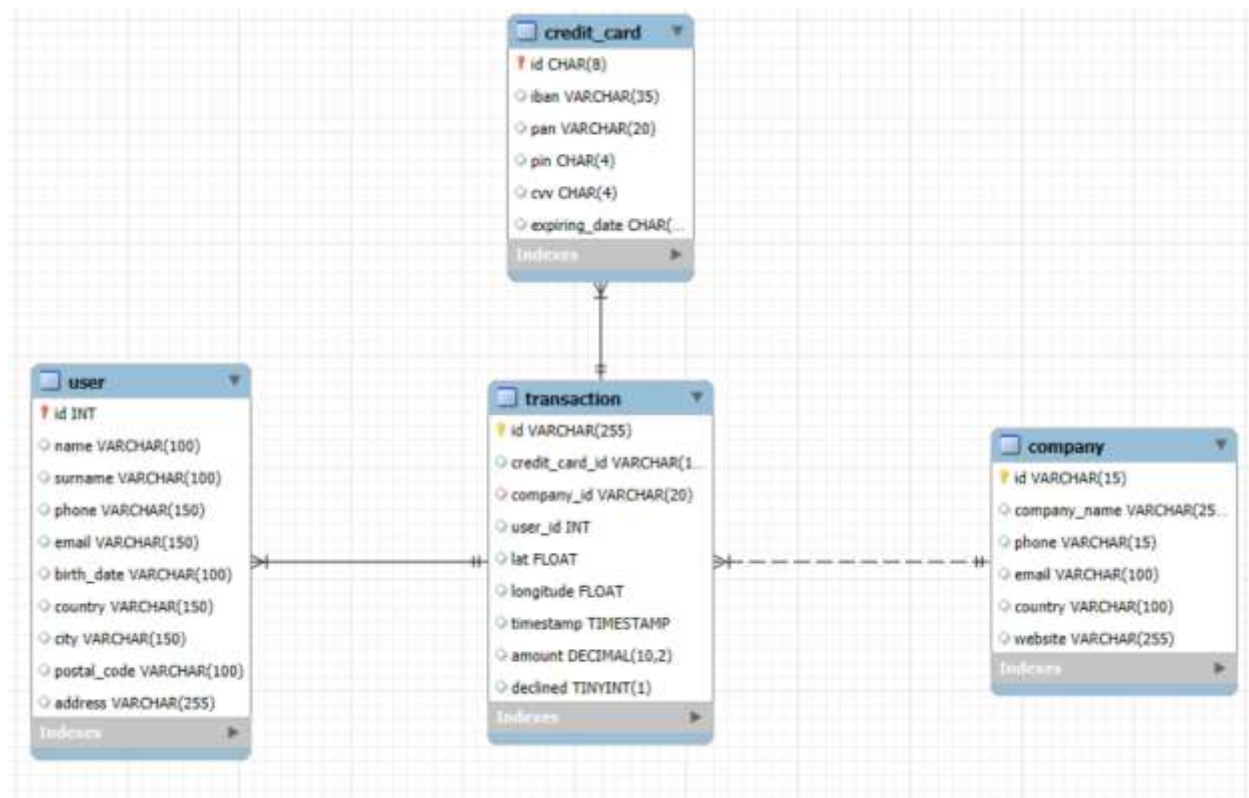 credit_card
id CHAR(8)
iban VARCHAR(35)
pan VARCHAR(20)
pin CHAR(4)
cvv CHAR(4)
expiring_date CHAR(...
Indexes
user
id INT
name VARCHAR(100)
surname VARCHAR(100)
phone VARCHAR(150)
email VARCHAR(150)
birth_date VARCHAR(100)
country VARCHAR(150)
city VARCHAR(150)
postal_code VARCHAR(100)
address VARCHAR(255)
Indexes
transaction
id VARCHAR(255)
credit_card_id VARCHAR(1...
company_id VARCHAR(20)
user_id INT
lat FLOAT
longitude FLOAT
timestamp TIMESTAMP
amount DECIMAL(10,2)
declined TINYINT(1)
Indexes
company
id VARCHAR(15)
company_name VARCHAR(25...
phone VARCHAR(15)
email VARCHAR(100)
country VARCHAR(100)
website VARCHAR(255)
Indexes